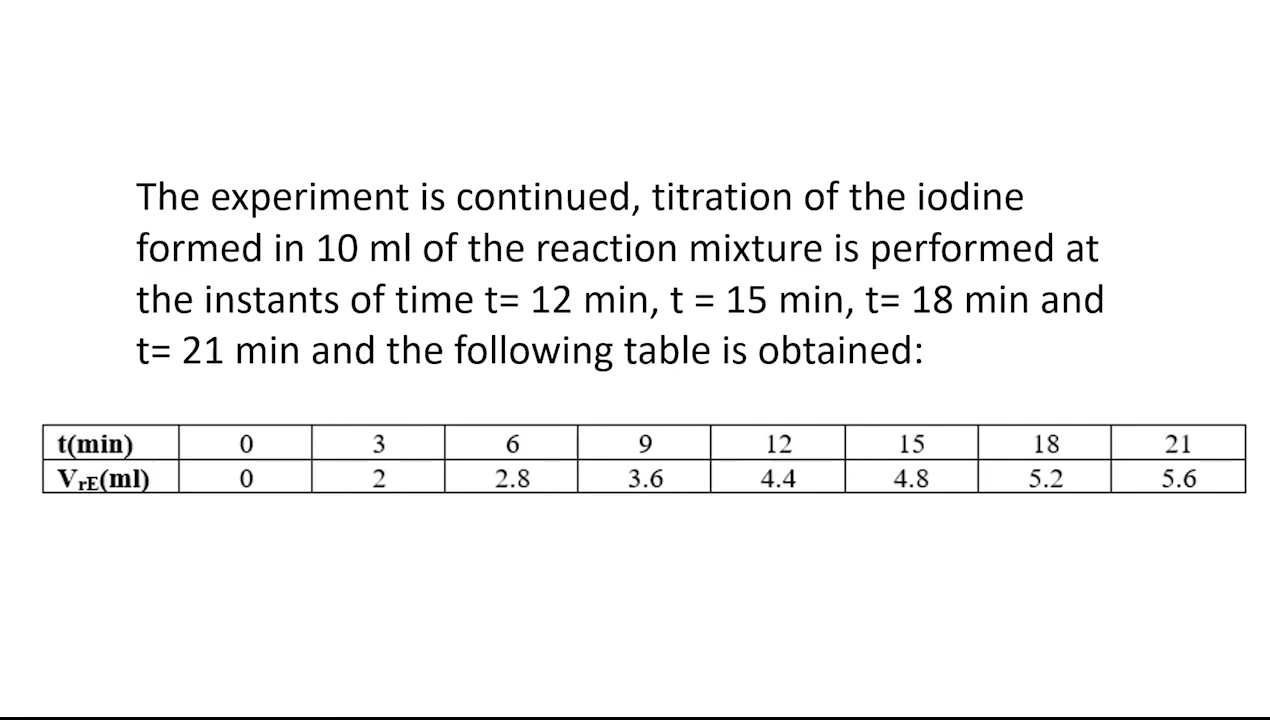 The experiment is continued, titration of the iodine
formed in 10 ml of the reaction mixture is performed at
the instants of time t= 12 min, t = 15 min, t= 18 min and
t= 21 min and the following table is obtained:
t(min) 0 3 6 9 12 15 18 21
VrE(ml) 0 2 2.8 3.6 4.4 4.8 5.2 5.6